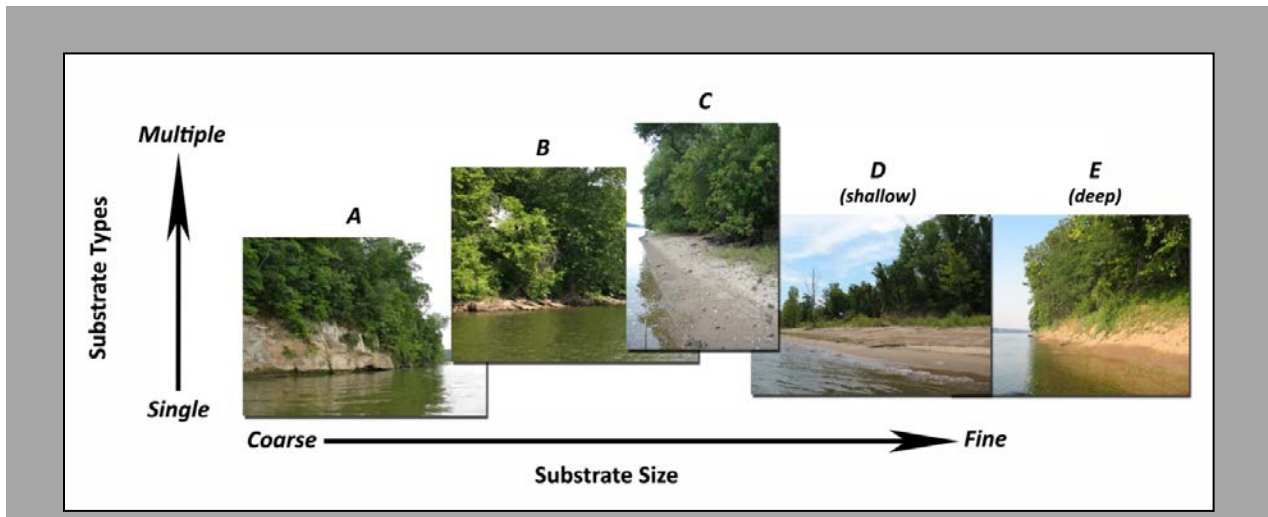 C
Multiple
B
D
(shallow)
E
(deep)
A
Substrate Types
Single
Coarse
Fine
Substrate Size